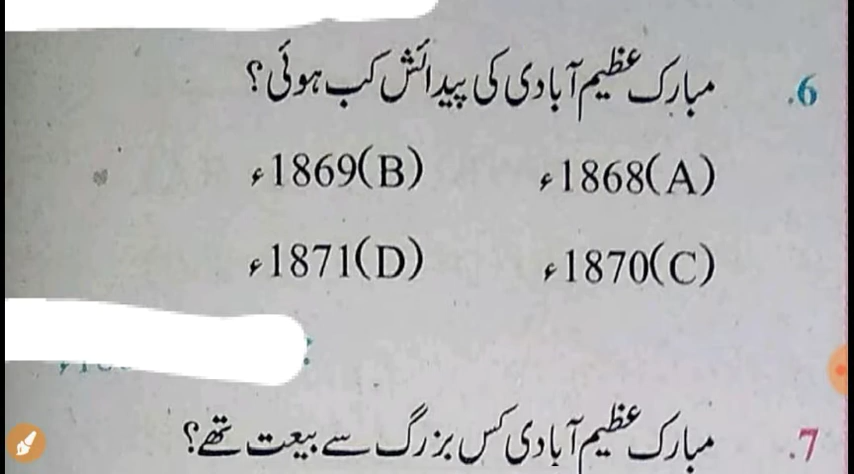 6. مبارک عظیم آبادی کی پیدائش کب ہوئی؟
(A) 1868ء (B) 1869ء
(C) 1870ء (D) 1871ء
7. مبارک عظیم آبادی کس بزرگ سے بیعت تھے؟